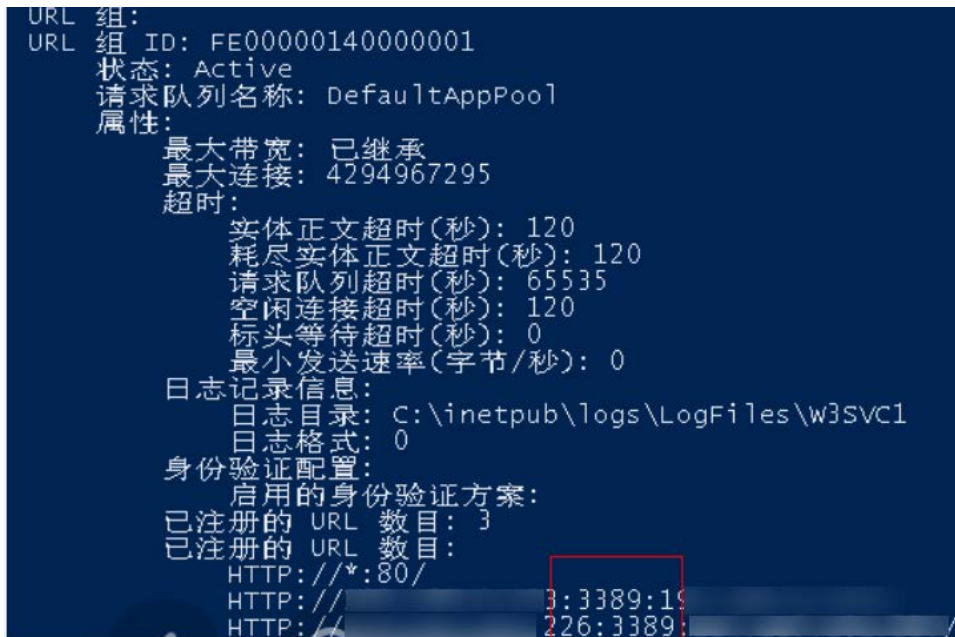 URL 组:
URL 组 ID: FE00000140000001
状态: Active
请求队列名称: DefaultAppPool
属性:
最大带宽: 已继承
最大连接: 4294967295
超时:
实体正文超时(秒): 120
耗尽实体正文超时(秒): 120
请求队列超时(秒): 65535
空闲连接超时(秒): 120
标头等待超时(秒): 0
最小发送速率(字节/秒): 0
日志记录信息:
日志目录: C:\inetpub\logs\LogFiles\W3SVC1
日志格式: 0
身份验证配置:
启用的身份验证方案:
已注册的 URL 数目: 3
已注册的 URL 数目:
HTTP://*:80/
HTTP:// 3:3389:19
HTTP:// 226:3389: /